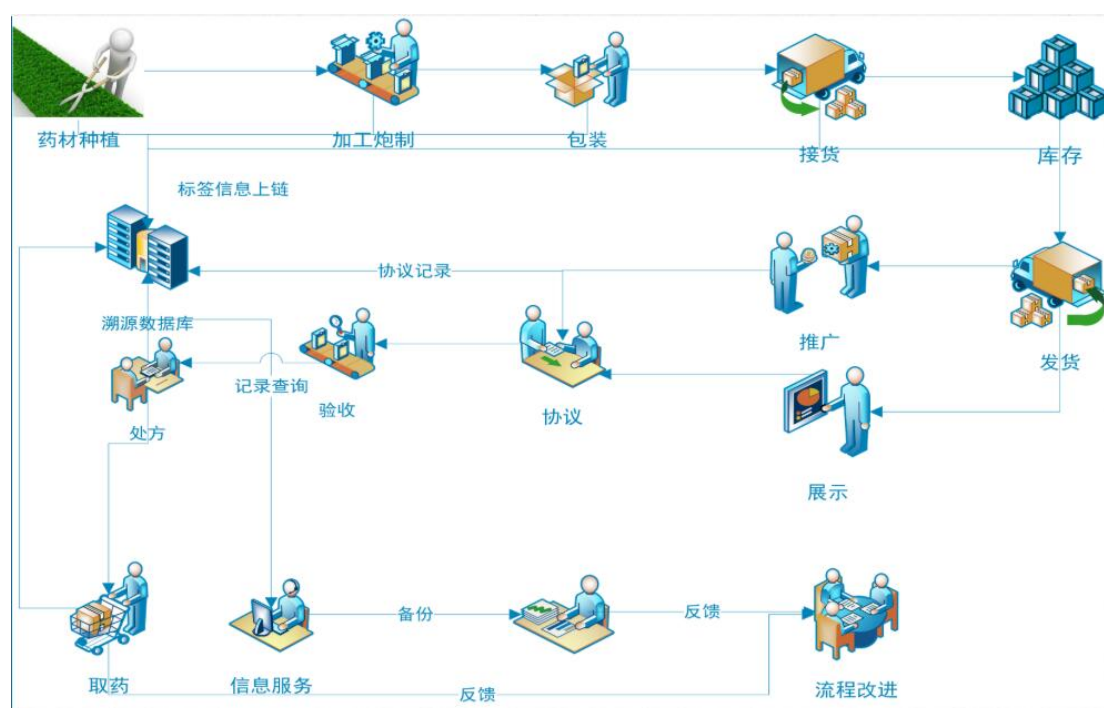 药材种植
加工炮制
包装
接货
库存
标签信息上链
协议记录
溯源数据库
推广
发货
记录查询
验收
协议
处方
展示
备份
反馈
取药
信息服务
反馈
流程改进